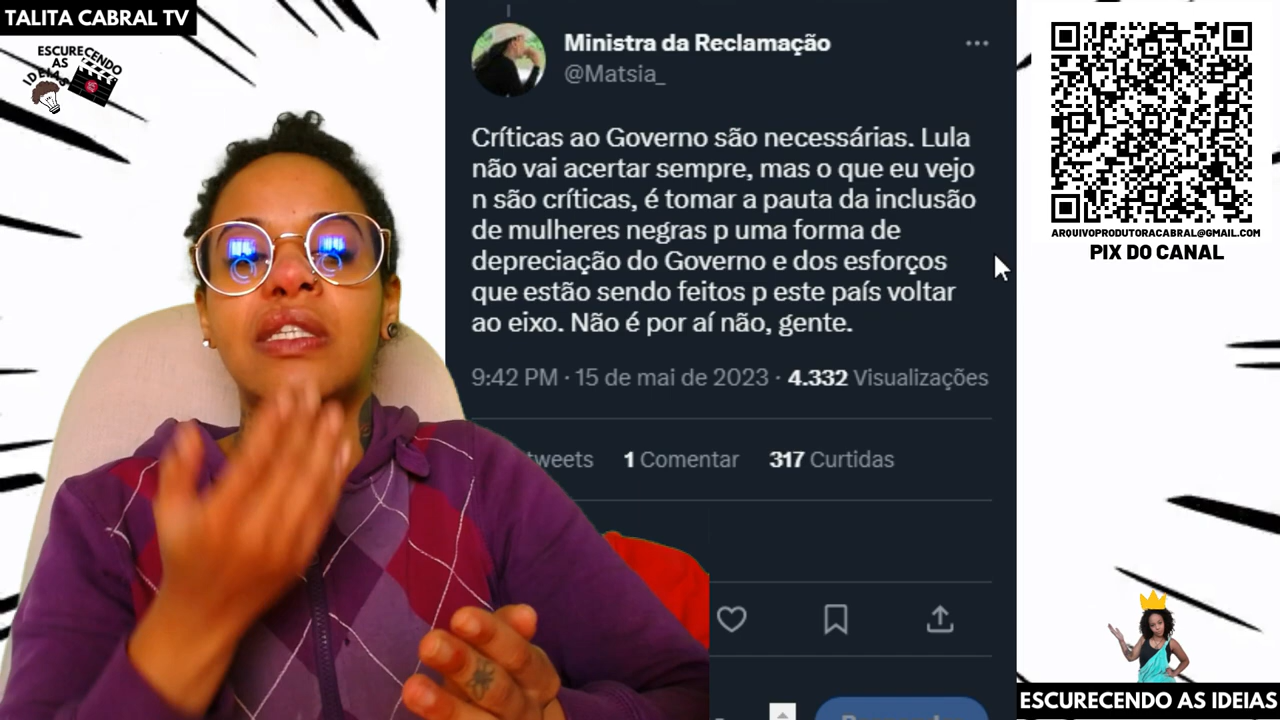 TALITA CABRAL TV
ESCURECENDO
AS
IDEIAS
Ministra da Reclamação
@Matsia_
Críticas ao Governo são necessárias. Lula
não vai acertar sempre, mas o que eu vejo
n são críticas, é tomar a pauta da inclusão
de mulheres negras p uma forma de
depreciação do Governo e dos esforços
que estão sendo feitos p este país voltar
ao eixo. Não é por aí não, gente.
9:42 PM · 15 de mai de 2023 · 4.332 Visualizações
tweets 1 Comentar 317 Curtidas
ARQUIVOPRODUTORACABRAL@GMAIL.COM
PIX DO CANAL
ESCURECENDO AS IDEIAS